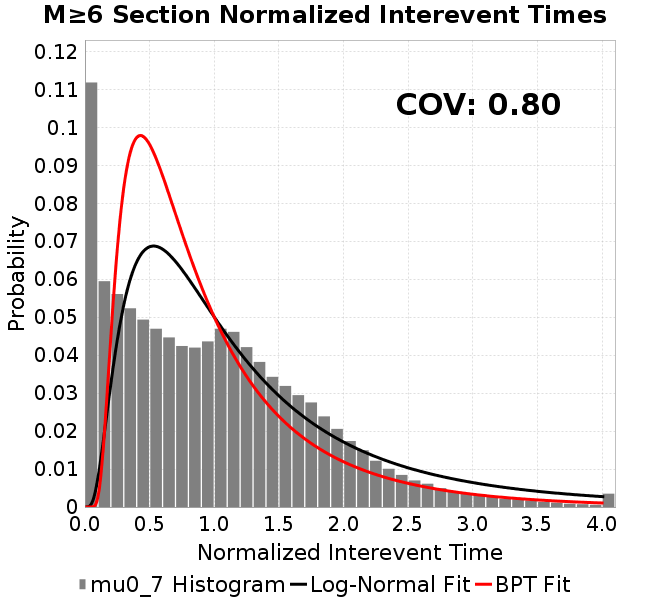 M≥6 Section Normalized Interevent Times
COV: 0.80
Probability
0.12
0.11
0.1
0.09
0.08
0.07
0.06
0.05
0.04
0.03
0.02
0.01
0
0.0 0.5 1.0 1.5 2.0 2.5 3.0 3.5 4.0
Normalized Interevent Time
mu0_7 Histogram Log-Normal Fit BPT Fit